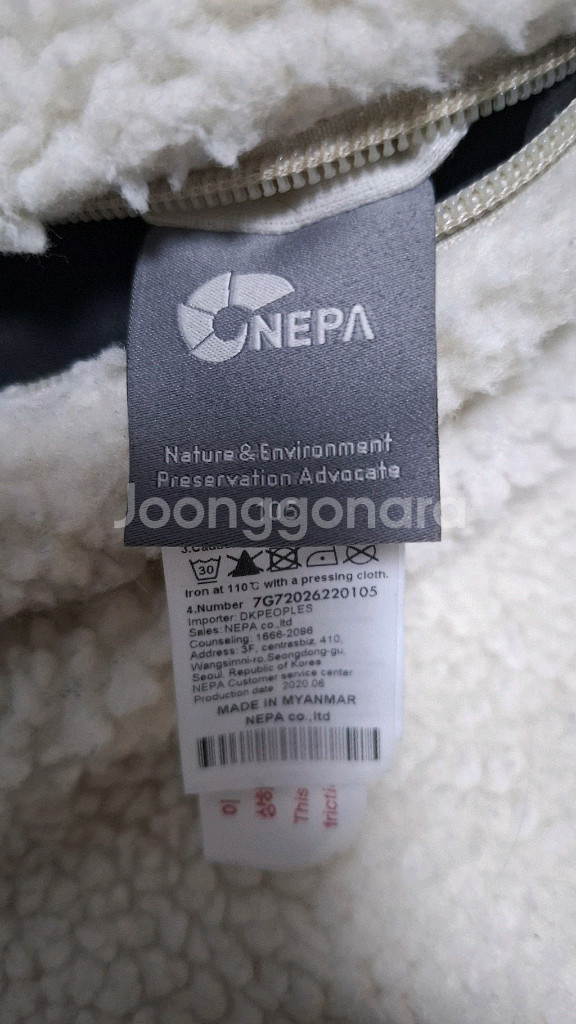 NEPA
Nature & Environment
Preservation Advocate
105
Joonggonara
30
Iron at 110℃ with a pressing cloth.
4.Number 7G72026220105
Importer: DKPEOPLES
Sales: NEPA co.,ltd
Counseling: 1666-2096
Address: 3F, centrasbiz, 410,
Wangsimni-ro,Seongdong-gu,
Seoul, Republic of Korea
NEPA Customer service center
Production date 2020.06
MADE IN MYANMAR
NEPA co.,ltd
이
This